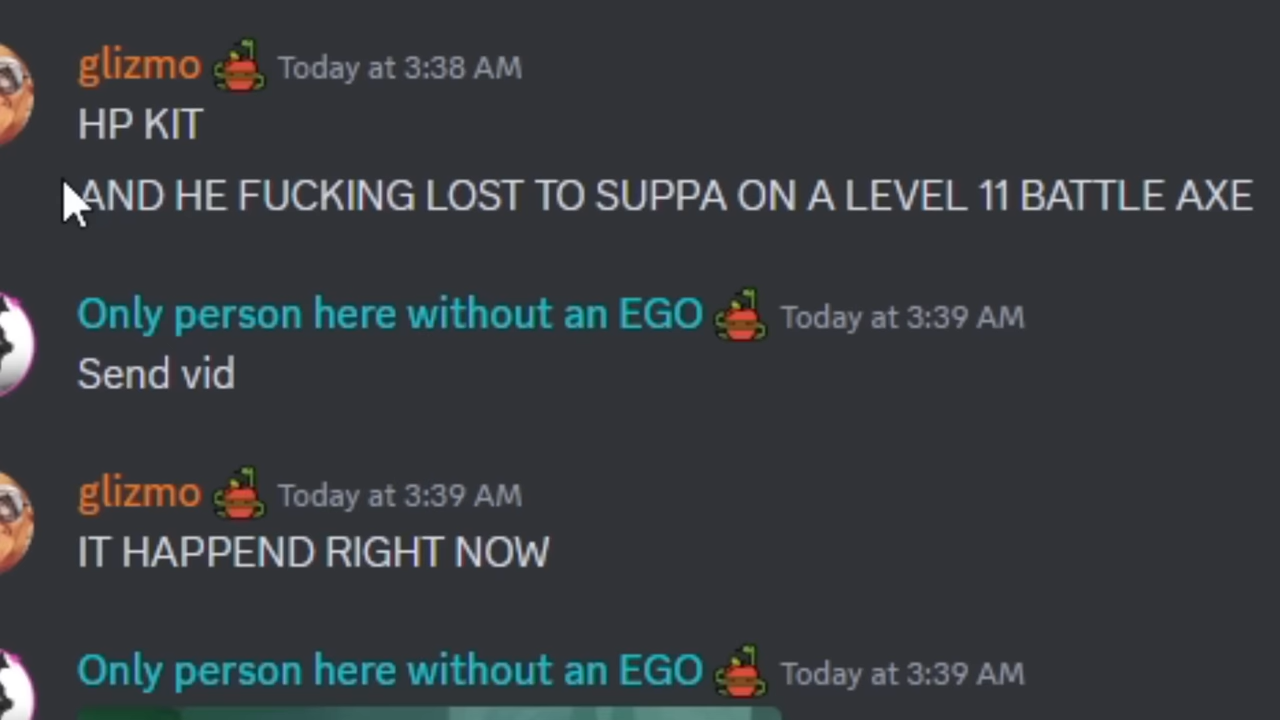 glizmo Today at 3:38 AM
HP KIT
AND HE FUCKING LOST TO SUPPA ON A LEVEL 11 BATTLE AXE
Only person here without an EGO Today at 3:39 AM
Send vid
glizmo Today at 3:39 AM
IT HAPPEND RIGHT NOW
Only person here without an EGO Today at 3:39 AM